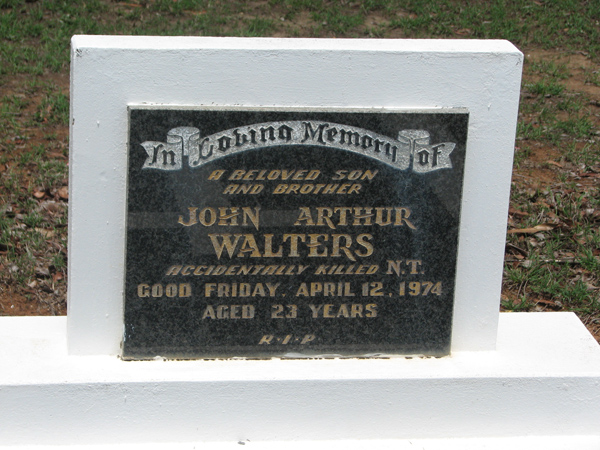 In Loving Memory of
A BELOVED SON
AND BROTHER
JOHN ARTHUR
WALTERS
ACCIDENTALLY KILLED N.T.
GOOD FRIDAY, APRIL 12, 1974
AGED 23 YEARS
R·I·P·